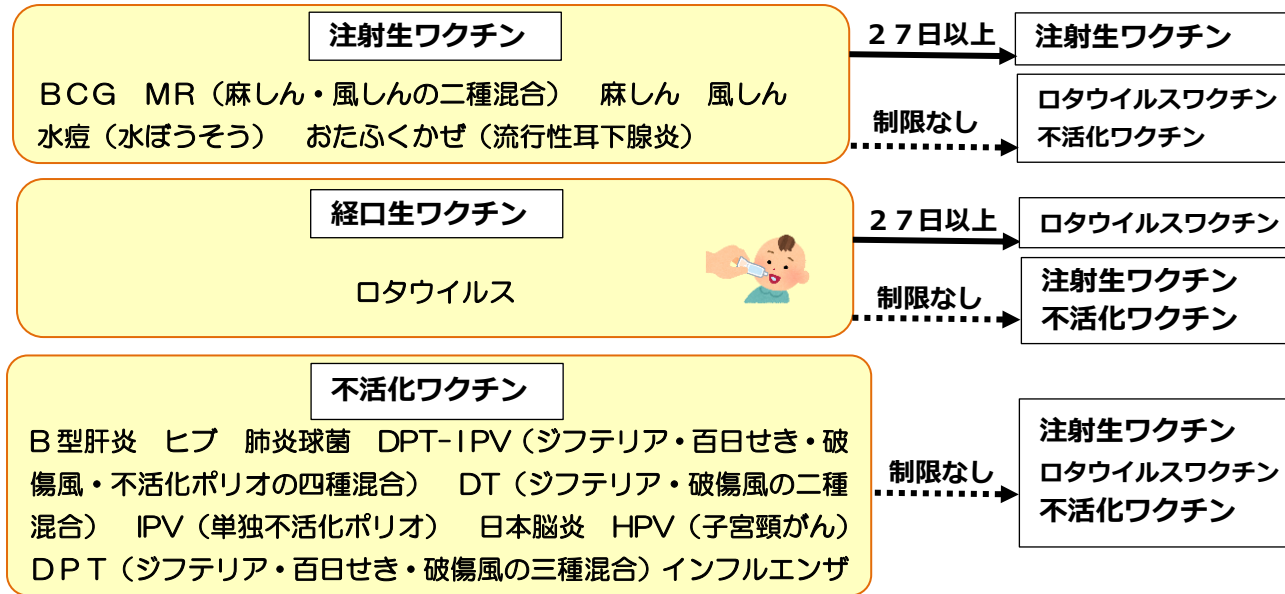 注射生ワクチン
BCG MR（麻しん・風しんの二種混合） 麻しん 風しん
水痘（水ぼうそう） おたふくかぜ（流行性耳下腺炎）
２７日以上
注射生ワクチン
制限なし
ロタウイルスワクチン
不活化ワクチン
経口生ワクチン
ロタウイルス
２７日以上
ロタウイルスワクチン
制限なし
注射生ワクチン
不活化ワクチン
不活化ワクチン
B型肝炎 ヒブ 肺炎球菌 DPT-IPV（ジフテリア・百日せき・破
傷風・不活化ポリオの四種混合） DT（ジフテリア・破傷風の二種
混合） IPV（単独不活化ポリオ） 日本脳炎 HPV（子宮頸がん）
DPT（ジフテリア・百日せき・破傷風の三種混合）インフルエンザ
制限なし
注射生ワクチン
ロタウイルスワクチン
不活化ワクチン